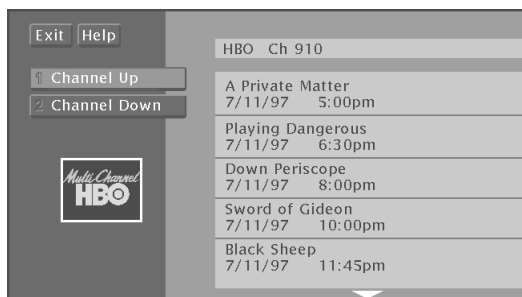 Exit Help
1 Channel Up
2 Channel Down
Multi Channel
HBO
HBO Ch 910
A Private Matter
7/11/97 5:00pm
Playing Dangerous
7/11/97 6:30pm
Down Periscope
7/11/97 8:00pm
Sword of Gideon
7/11/97 10:00pm
Black Sheep
7/11/97 11:45pm